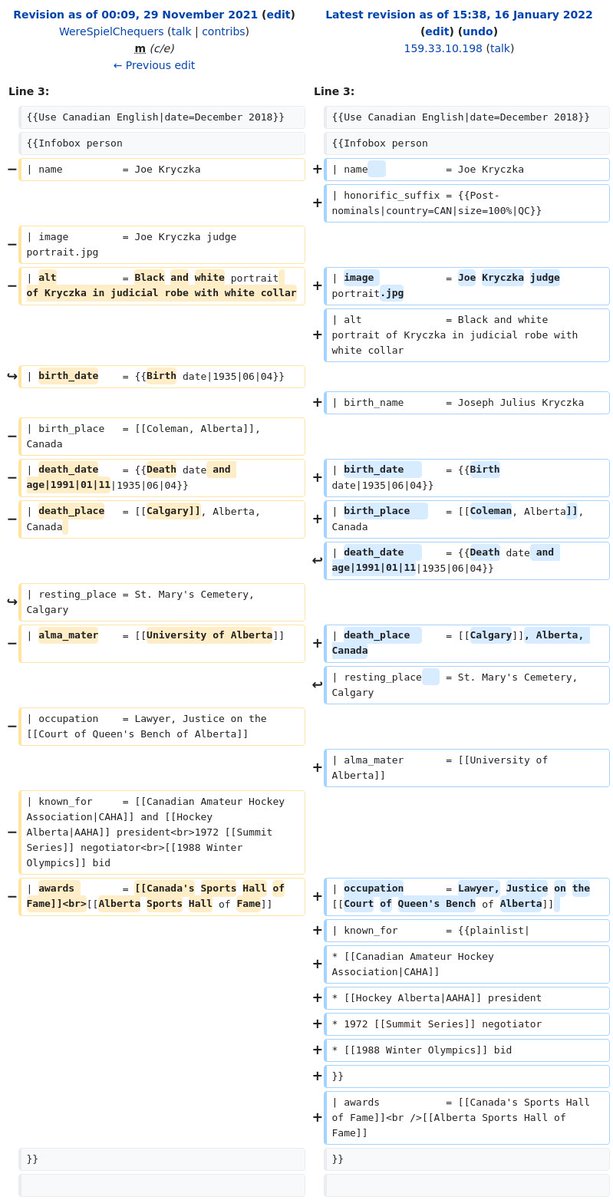 Revision as of 00:09, 29 November 2021 (edit)
WereSpielChequers (talk | contribs)
m (c/e)
← Previous edit
Latest revision as of 15:38, 16 January 2022
(edit) (undo)
159.33.10.198 (talk)
Line 3:
Line 3:
{{Use Canadian English|date=December 2018}}
{{Use Canadian English|date=December 2018}}
{{Infobox person
{{Infobox person
− | name = Joe Kryczka
+ | name = Joe Kryczka
+ | honorific_suffix = {{Post-
nominals|country=CAN|size=100%|QC}}
− | image = Joe Kryczka judge
portrait.jpg
− | alt = Black and white portrait
of Kryczka in judicial robe with white collar
+ | image = Joe Kryczka judge
portrait.jpg
+ | alt = Black and white
portrait of Kryczka in judicial robe with
white collar
↪ | birth_date = {{Birth date|1935|06|04}}
+ | birth_name = Joseph Julius Kryczka
− | birth_place = [[Coleman, Alberta]],
Canada
− | death_date = {{Death date and
age|1991|01|11|1935|06|04}}
+ | birth_date = {{Birth
date|1935|06|04}}
− | death_place = [[Calgary]], Alberta,
Canada
+ | birth_place = [[Coleman, Alberta]],
Canada
↩ | death_date = {{Death date and
age|1991|01|11|1935|06|04}}
↪ | resting_place = St. Mary's Cemetery,
Calgary
− | alma_mater = [[University of Alberta]]
+ | death_place = [[Calgary]], Alberta,
Canada
↩ | resting_place = St. Mary's Cemetery,
Calgary
− | occupation = Lawyer, Justice on the
[[Court of Queen's Bench of Alberta]]
+ | alma_mater = [[University of
Alberta]]
− | known_for = [[Canadian Amateur Hockey
Association|CAHA]] and [[Hockey
Alberta|AAHA]] president<br>1972 [[Summit
Series]] negotiator<br>[[1988 Winter
Olympics]] bid
− | awards = [[Canada's Sports Hall of
Fame]]<br>[[Alberta Sports Hall of Fame]]
+ | occupation = Lawyer, Justice on the
[[Court of Queen's Bench of Alberta]]
+ | known_for = {{plainlist|
+ * [[Canadian Amateur Hockey
Association|CAHA]]
+ * [[Hockey Alberta|AAHA]] president
+ * 1972 [[Summit Series]] negotiator
+ * [[1988 Winter Olympics]] bid
+ }}
+ | awards = [[Canada's Sports Hall
of Fame]]<br />[[Alberta Sports Hall of
Fame]]
}}
}}